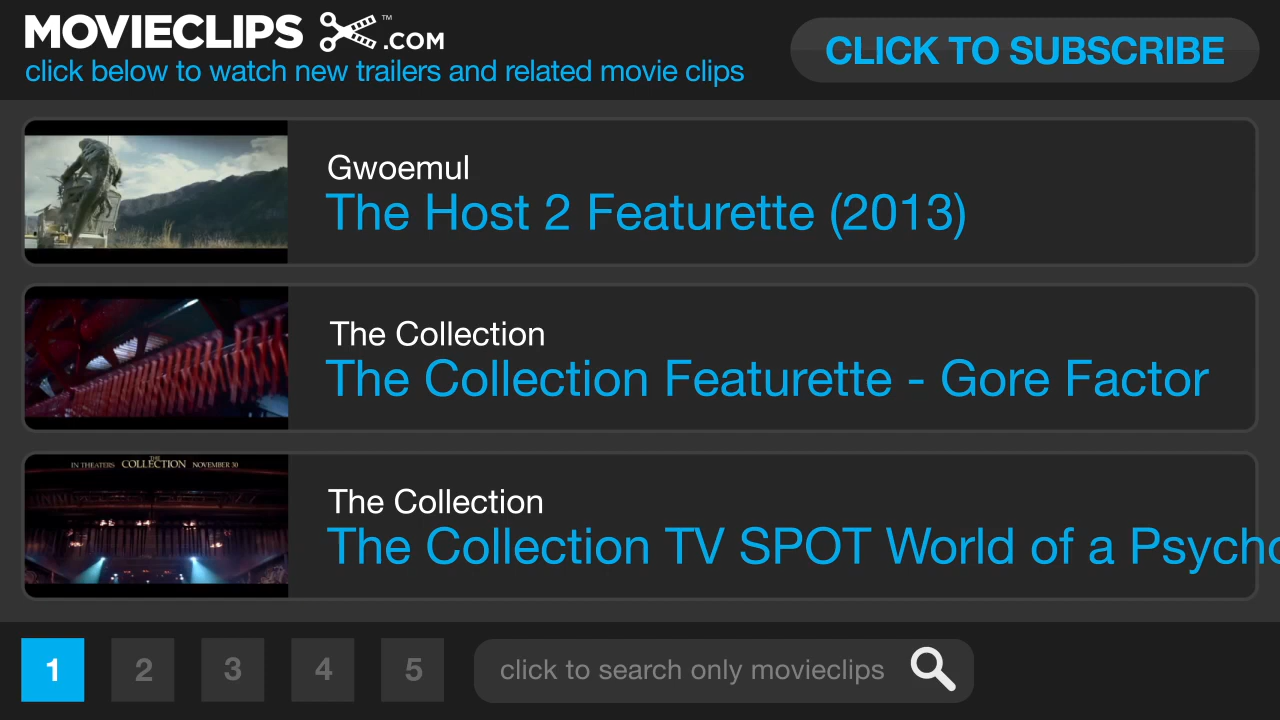 MOVIECLIPS ™ .COM
click below to watch new trailers and related movie clips
CLICK TO SUBSCRIBE
Gwoemul
The Host 2 Featurette (2013)
The Collection
The Collection Featurette - Gore Factor
IN THEATERS THE COLLECTION NOVEMBER 30
The Collection
The Collection TV SPOT World of a Psycho
1 2 3 4 5
click to search only movieclips